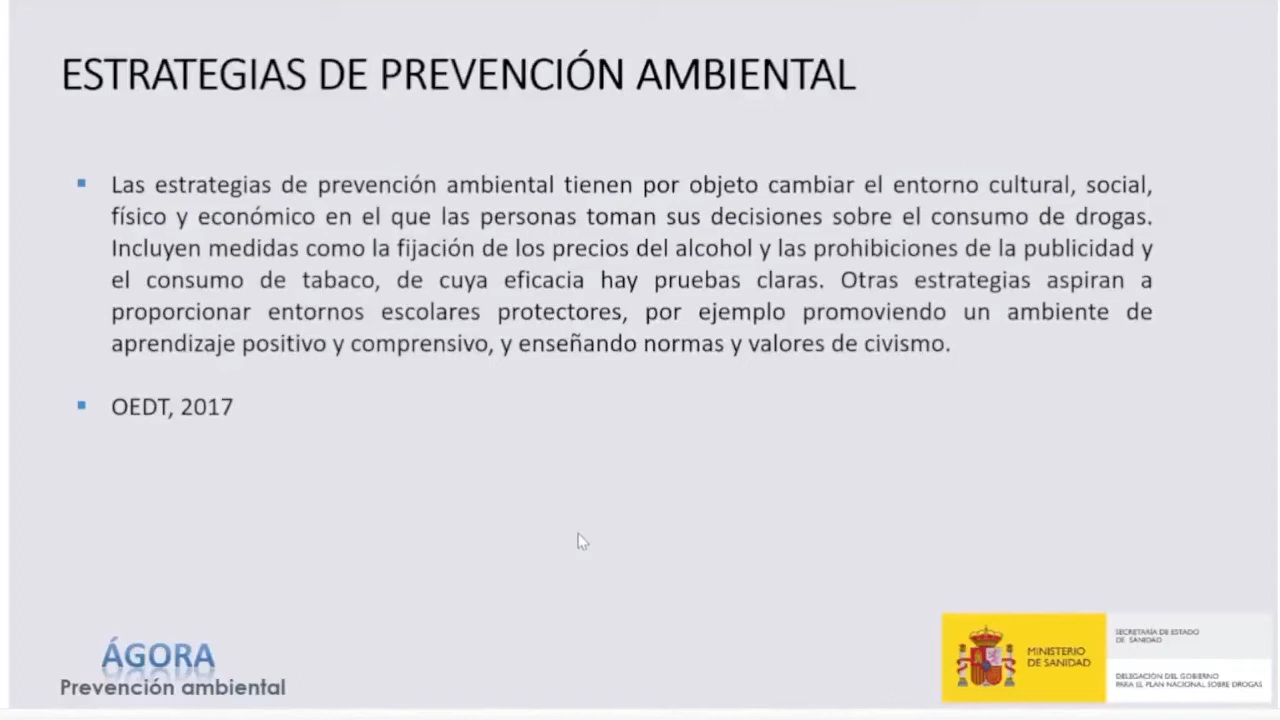 ESTRATEGIAS DE PREVENCIÓN AMBIENTAL
▪ Las estrategias de prevención ambiental tienen por objeto cambiar el entorno cultural, social,
físico y económico en el que las personas toman sus decisiones sobre el consumo de drogas.
Incluyen medidas como la fijación de los precios del alcohol y las prohibiciones de la publicidad y
el consumo de tabaco, de cuya eficacia hay pruebas claras. Otras estrategias aspiran a
proporcionar entornos escolares protectores, por ejemplo promoviendo un ambiente de
aprendizaje positivo y comprensivo, y enseñando normas y valores de civismo.
▪ OEDT, 2017
ÁGORA
Prevención ambiental
MINISTERIO
DE SANIDAD
SECRETARÍA DE ESTADO
DE SANIDAD
DELEGACIÓN DEL GOBIERNO
PARA EL PLAN NACIONAL SOBRE DROGAS